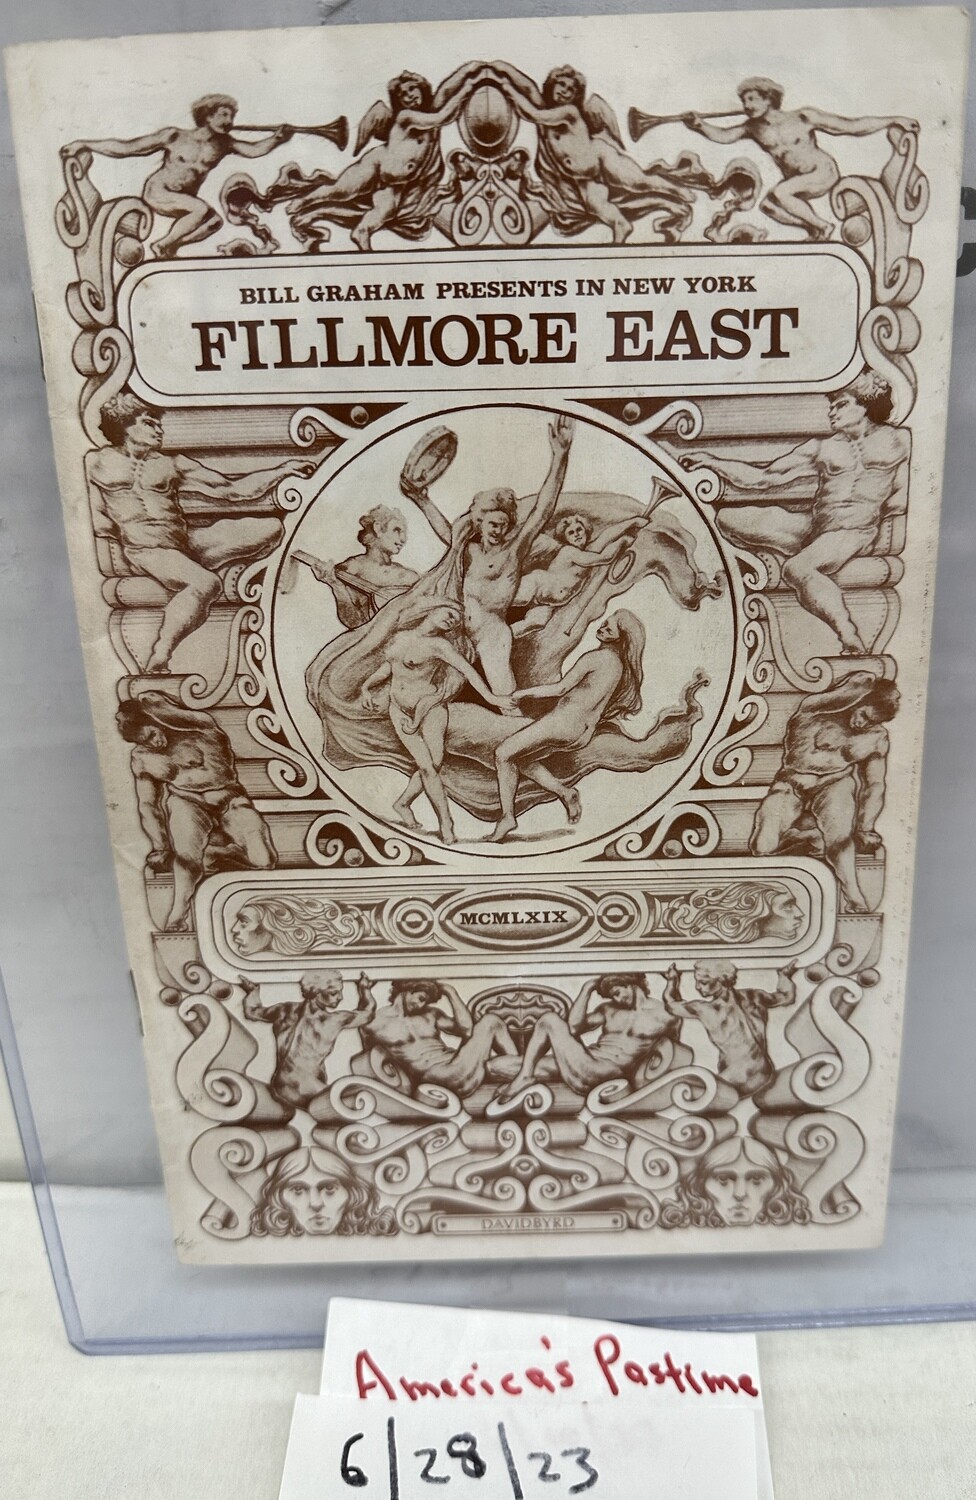 BILL GRAHAM PRESENTS IN NEW YORK
FILLMORE EAST
MCMLXIX
DAVIDBYRD
America's Pastime
6/28/23